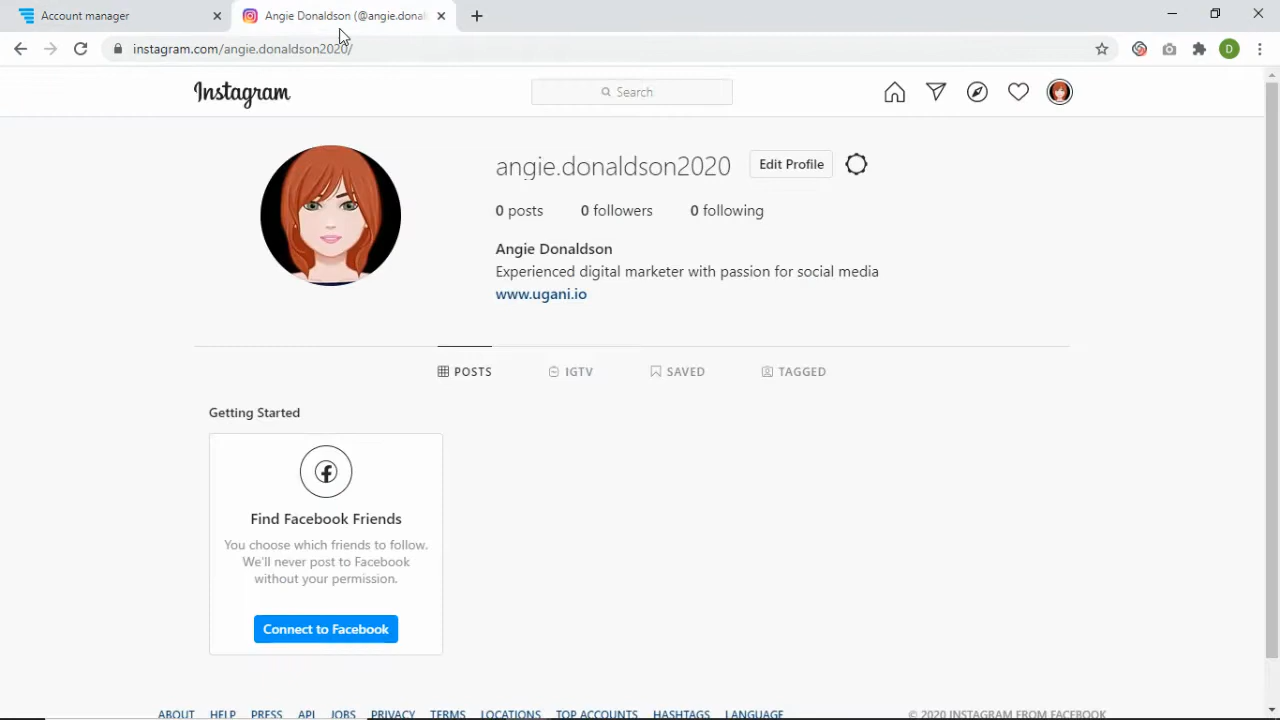 Account manager
Angie Donaldson (@angie.donal
instagram.com/angie.donaldson2020/
D
Instagram
Search
angie.donaldson2020
Edit Profile
0 posts 0 followers 0 following
Angie Donaldson
Experienced digital marketer with passion for social media
www.ugani.io
POSTS IGTV SAVED TAGGED
Getting Started
Find Facebook Friends
You choose which friends to follow.
We'll never post to Facebook
without your permission.
Connect to Facebook
ABOUT HELP PRESS API JOBS PRIVACY TERMS LOCATIONS TOP ACCOUNTS HASHTAGS LANGUAGE © 2020 INSTAGRAM FROM FACEBOOK